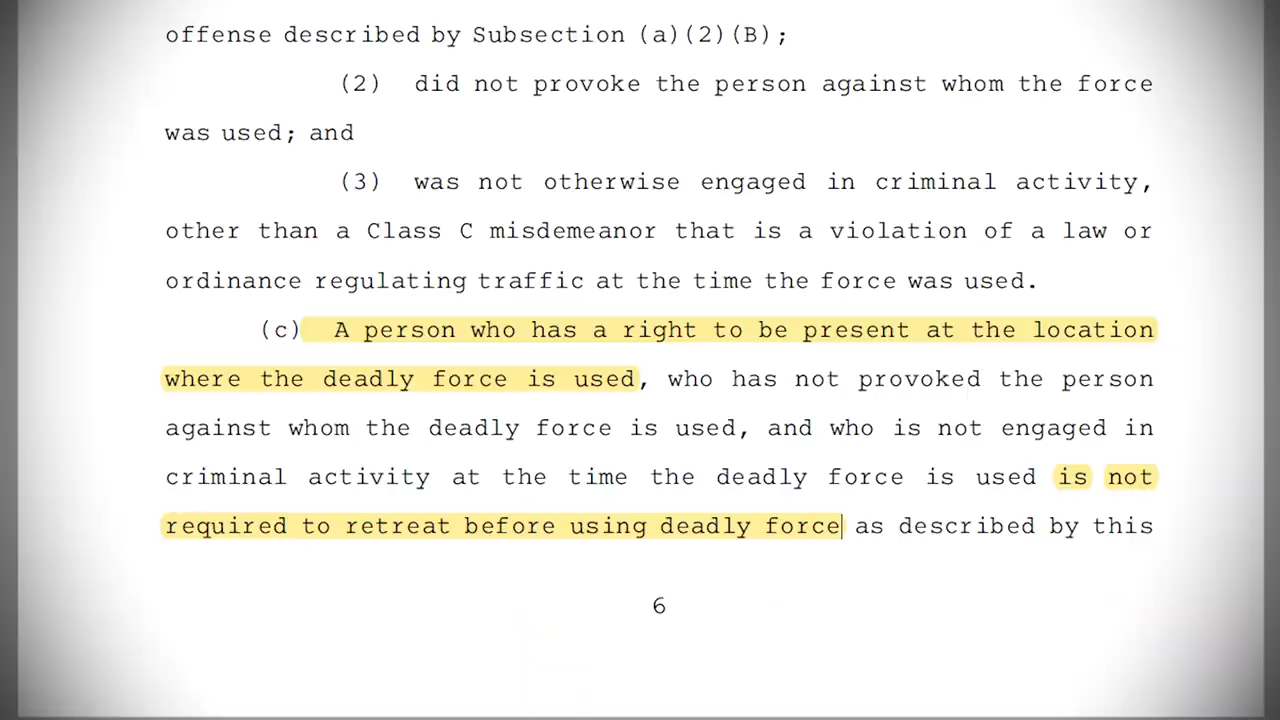 offense described by Subsection (a)(2)(B);
(2) did not provoke the person against whom the force
was used; and
(3) was not otherwise engaged in criminal activity,
other than a Class C misdemeanor that is a violation of a law or
ordinance regulating traffic at the time the force was used.
(c) A person who has a right to be present at the location
where the deadly force is used, who has not provoked the person
against whom the deadly force is used, and who is not engaged in
criminal activity at the time the deadly force is used is not
required to retreat before using deadly force as described by this
6